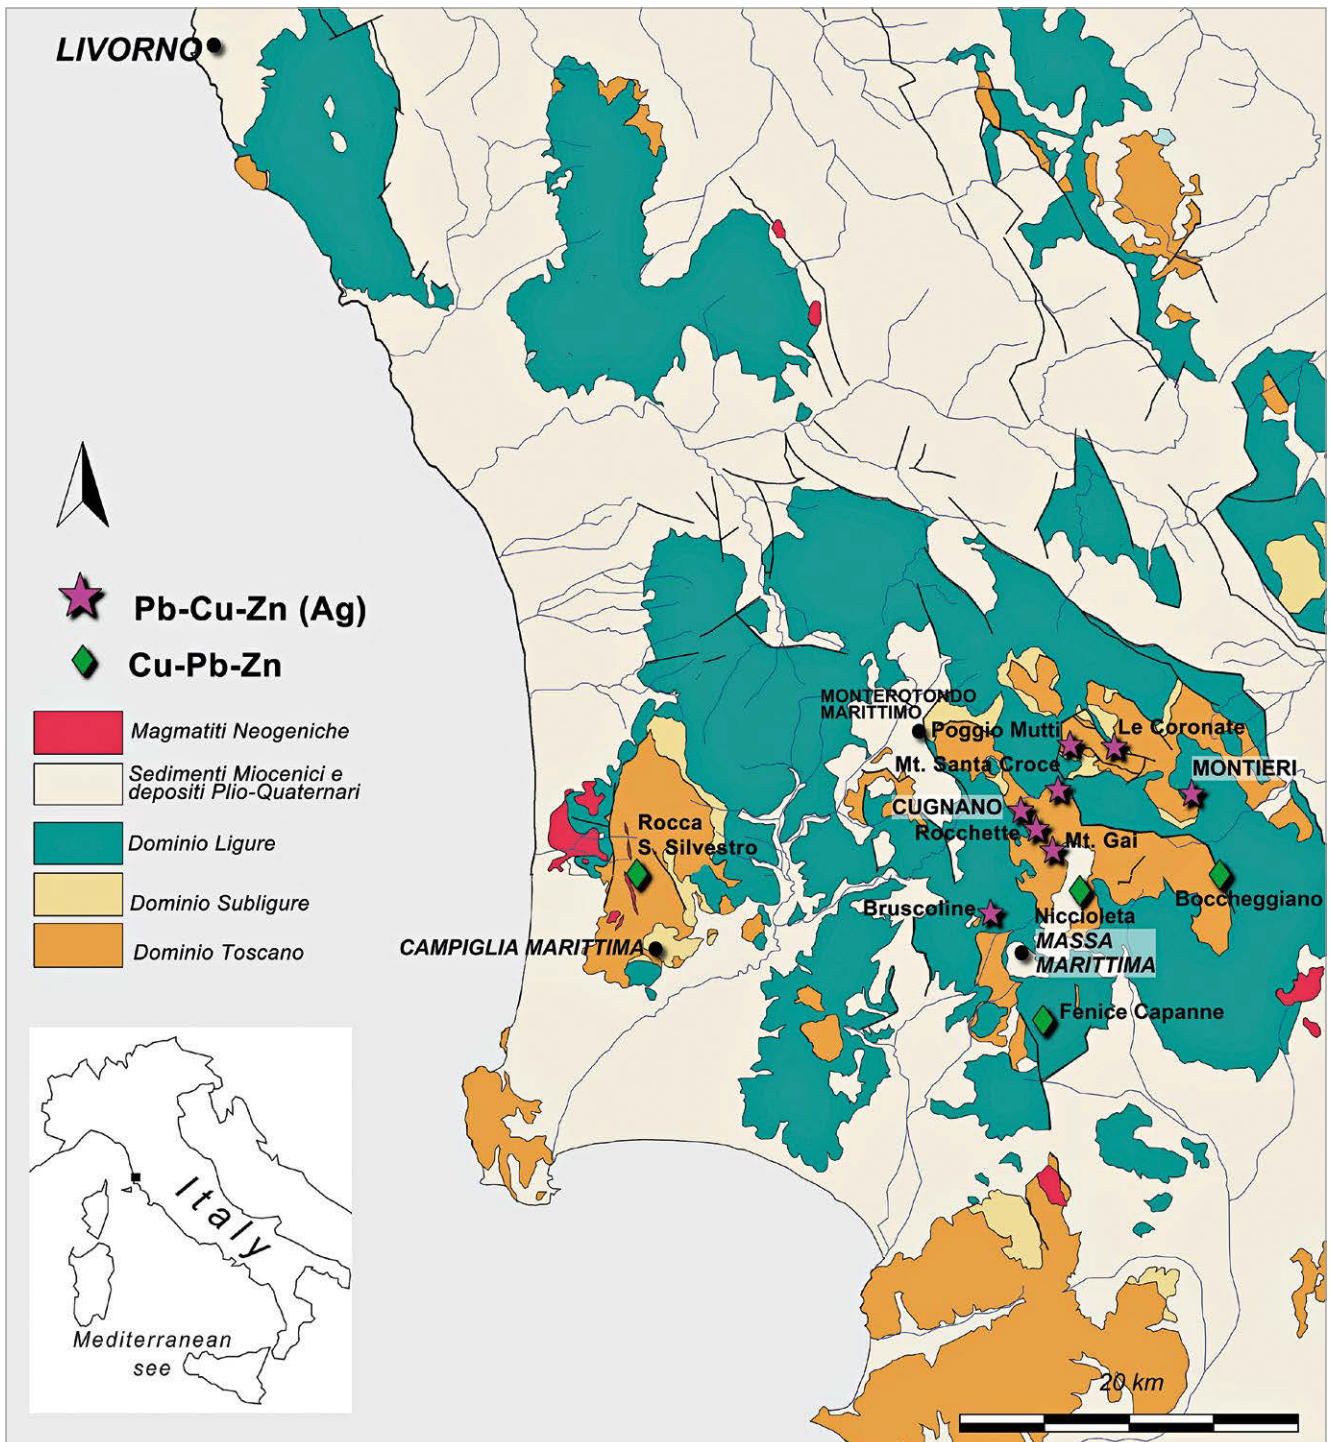 LIVORNO
Pb-Cu-Zn (Ag)
Cu-Pb-Zn
Magmatiti Neogeniche
Sedimenti Miocenici e
depositi Plio-Quaternari
Dominio Ligure
Dominio Subligure
Dominio Toscano
MONTEROTONDO
MARITTIMO
Poggio Mutti
Le Coronate
Mt. Santa Croce
MONTIERI
CUGNANO
Rocchette
Mt. Gai
Rocca
S. Silvestro
Boccheggiano
Bruscoline
Niccioleta
CAMPIGLIA MARITTIMA
MASSA
MARITTIMA
Fenice Capanne
Italy
Mediterranean
see
20 km